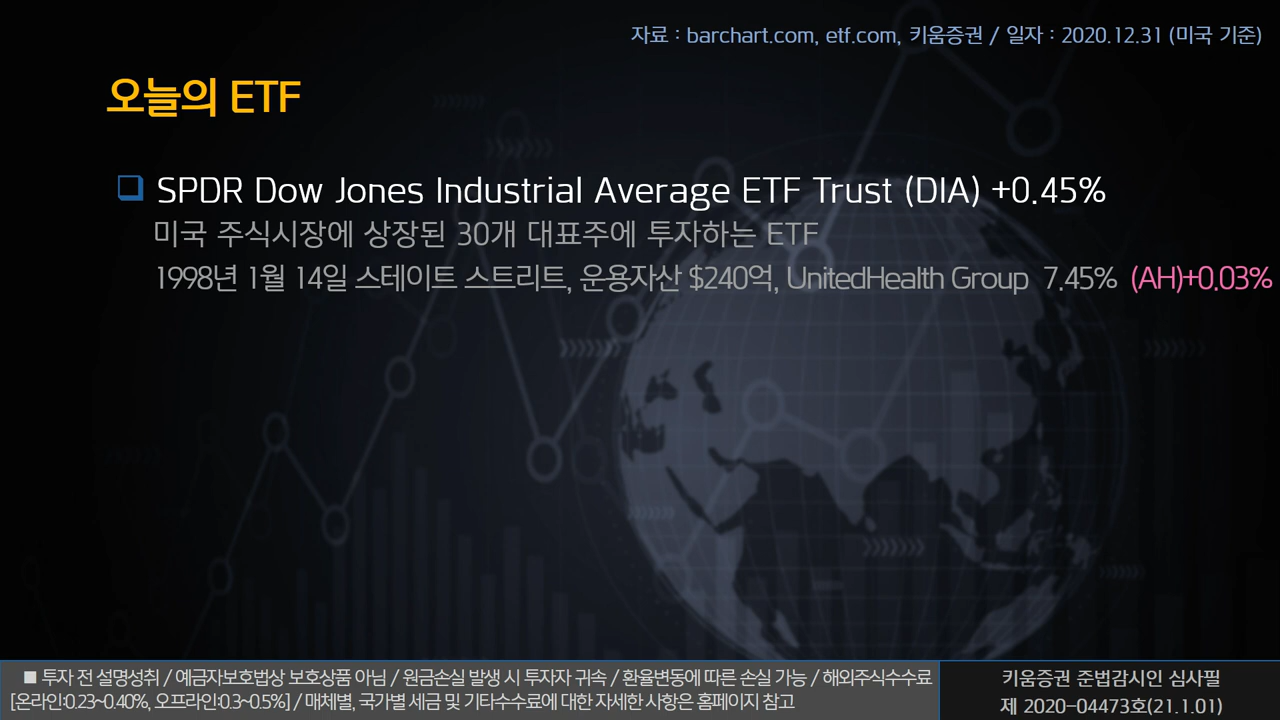 자료 : barchart.com, etf.com, 키움증권 / 일자 : 2020.12.31 (미국 기준)
오늘의 ETF
❑ SPDR Dow Jones Industrial Average ETF Trust (DIA) +0.45%
미국 주식시장에 상장된 30개 대표주에 투자하는 ETF
1998년 1월 14일 스테이트 스트리트, 운용자산 $240억, UnitedHealth Group 7.45% (AH)+0.03%
■ 투자 전 설명성취 / 예금자보호법상 보호상품 아님 / 원금손실 발생 시 투자자 귀속 / 환율변동에 따른 손실 가능 / 해외주식수수료
[온라인:0.23~0.40%, 오프라인:0.3~0.5%] / 매체별, 국가별 세금 및 기타수수료에 대한 자세한 사항은 홈페이지 참고
키움증권 준법감시인 심사필
제 2020-04473호(21.1.01)